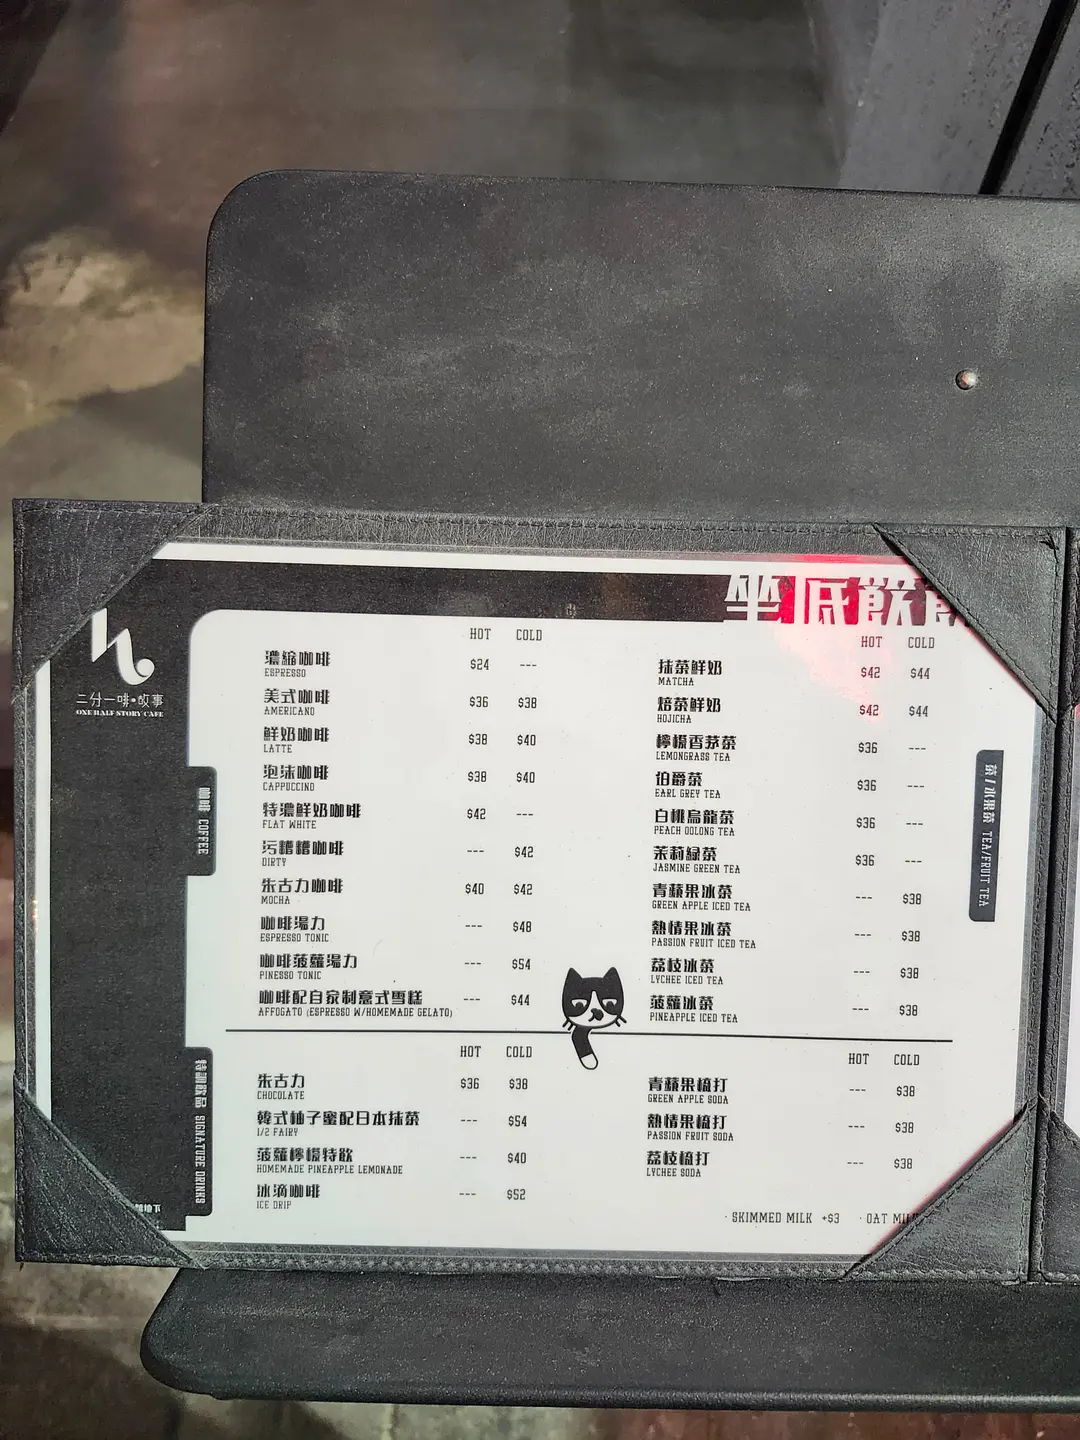 坐底飲
二分一啡•故事
ONE HALF STORY CAFE
咖啡 COFFEE
HOT COLD
濃縮咖啡 $24 ---
ESPRESSO
美式咖啡 $36 $38
AMERICANO
鮮奶咖啡 $38 $40
LATTE
泡沫咖啡 $38 $40
CAPPUCCINO
特濃鮮奶咖啡 $42 ---
FLAT WHITE
污糟糟咖啡 --- $42
DIRTY
朱古力咖啡 $40 $42
MOCHA
咖啡湯力 --- $48
ESPRESSO TONIC
咖啡菠蘿湯力 --- $54
PINESSO TONIC
咖啡配自家制意式雪糕 --- $44
AFFOGATO (ESPRESSO W/HOMEMADE GELATO)
茶/水果茶 TEA/FRUIT TEA
HOT COLD
抹茶鮮奶 $42 $44
MATCHA
焙茶鮮奶 $42 $44
HOJICHA
檸檬香茅茶 $36 ---
LEMONGRASS TEA
伯爵茶 $36 ---
EARL GREY TEA
白桃烏龍茶 $36 ---
PEACH OOLONG TEA
茉莉綠茶 $36 ---
JASMINE GREEN TEA
青蘋果冰茶 --- $38
GREEN APPLE ICED TEA
熱情果冰茶 --- $38
PASSION FRUIT ICED TEA
荔枝冰茶 --- $38
LYCHEE ICED TEA
菠蘿冰茶 --- $38
PINEAPPLE ICED TEA
特調飲品 SIGNATURE DRINKS
HOT COLD
朱古力 $36 $38
CHOCOLATE
韓式柚子蜜配日本抹茶 --- $54
1/2 FAIRY
菠蘿檸檬特飲 --- $40
HOMEMADE PINEAPPLE LEMONADE
冰滴咖啡 --- $52
ICE DRIP
HOT COLD
青蘋果梳打 --- $38
GREEN APPLE SODA
熱情果梳打 --- $38
PASSION FRUIT SODA
荔枝梳打 --- $38
LYCHEE SODA
· SKIMMED MILK +$3 · OAT